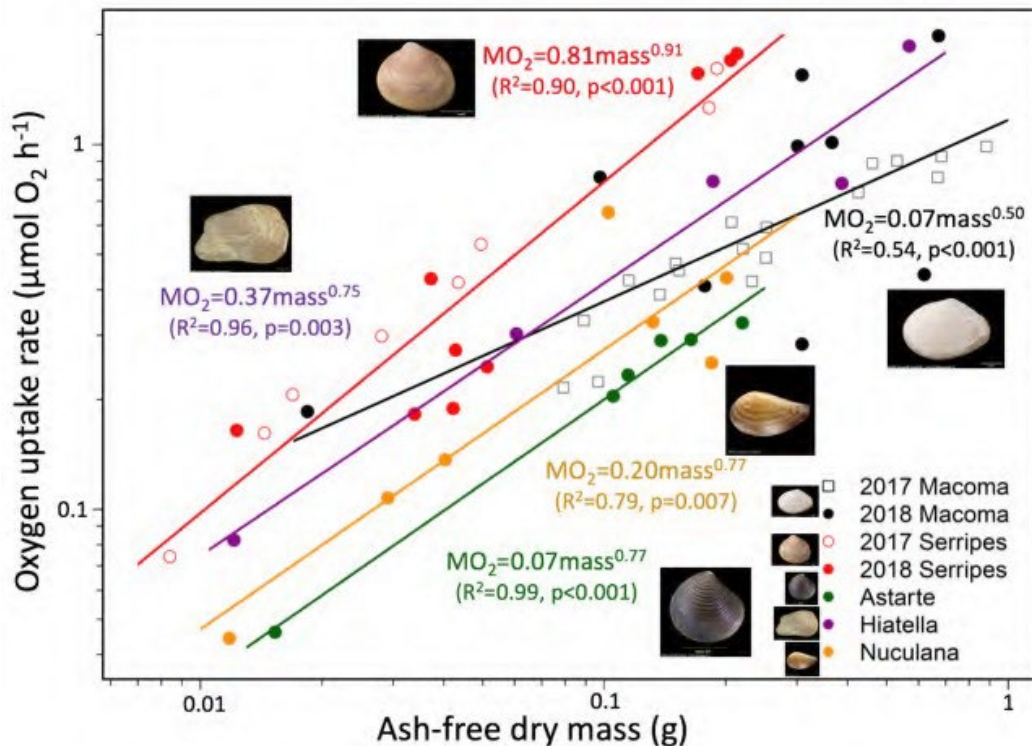 MO₂=0.81mass⁰·⁹¹
(R²=0.90, p<0.001)
1
MO₂=0.07mass⁰·⁵⁰
(R²=0.54, p<0.001)
MO₂=0.37mass⁰·⁷⁵
(R²=0.96, p=0.003)
Oxygen uptake rate (µmol O₂ h⁻¹)
MO₂=0.20mass⁰·⁷⁷
(R²=0.79, p=0.007)
0.1
MO₂=0.07mass⁰·⁷⁷
(R²=0.99, p<0.001)
2017 Macoma
2018 Macoma
2017 Serripes
2018 Serripes
Astarte
Hiatella
Nuculana
0.01 0.1 1
Ash-free dry mass (g)